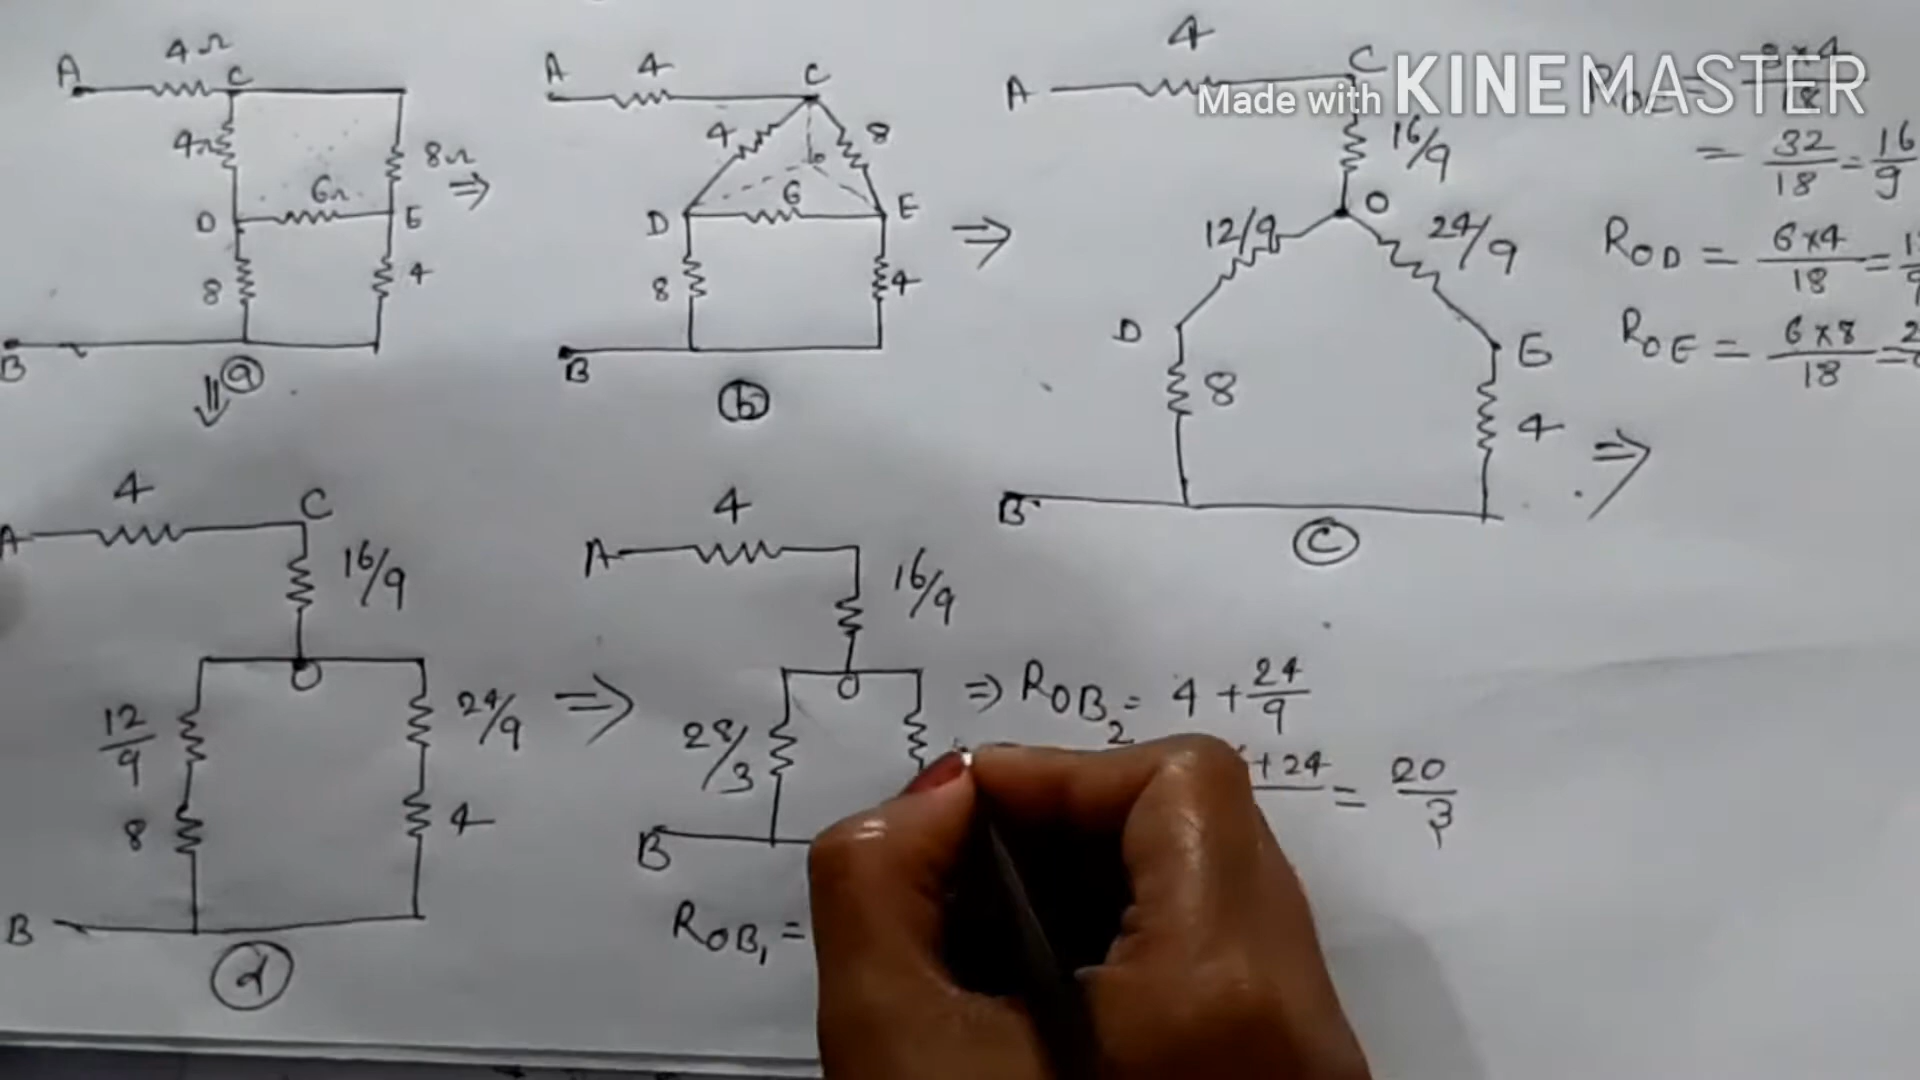 A 4Ω C
4Ω
8Ω ⇒
6Ω
D E
8 4
B
ⓐ
⇓
A 4 C
4 8
6
D E
8 4
B
ⓑ
⇒
A 4 C
16/9
O
12/9 24/9
D E
8 4
B
ⓒ
⇒
Made with KINEMASTER
= 32/18 = 16/9
R_OD = 6×4/18 =
R_OE = 6×8/18 =
A 4 C
16/9
O
12/9 24/9
8 4
B
ⓓ
⇒
A 4
16/9
O
28/3
B
R_OB₁ =
⇒ R_OB₂ = 4 + 24/9
+24 = 20/3